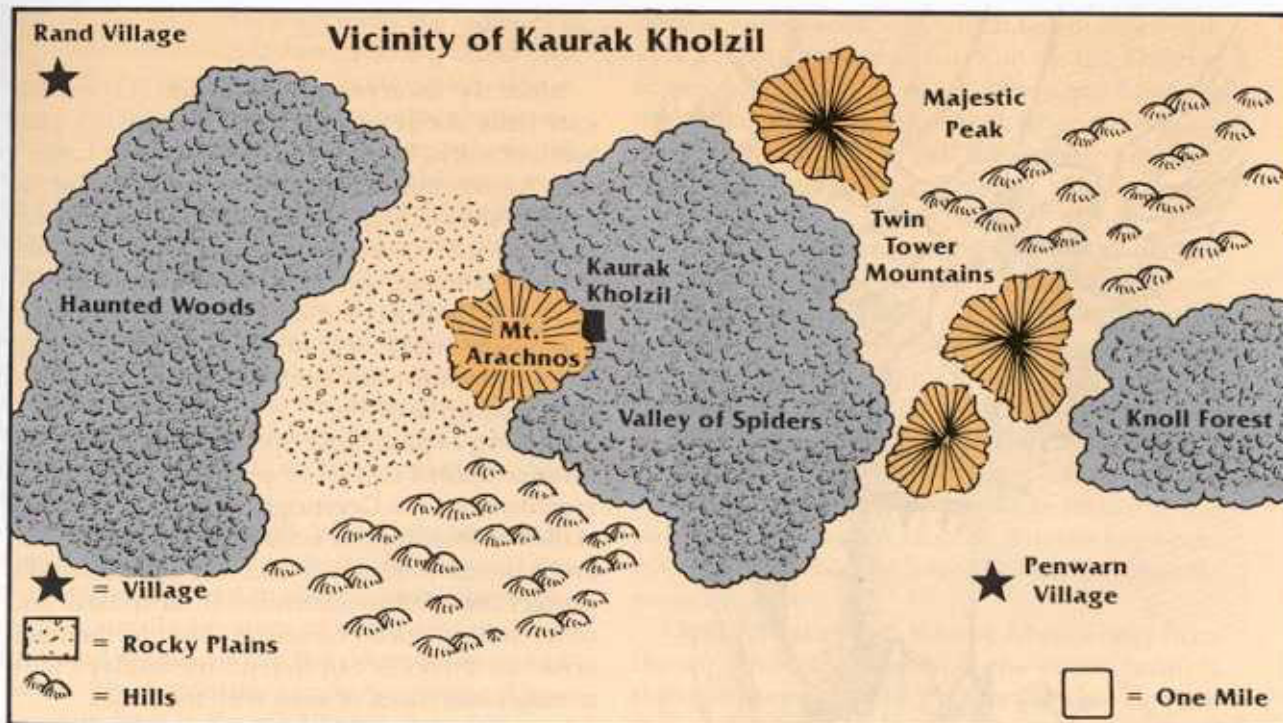 Rand Village
Vicinity of Kaurak Kholzil
Majestic
Peak
Twin
Tower
Mountains
Kaurak
Kholzil
Haunted Woods
Mt.
Arachnos
Valley of Spiders
Knoll Forest
Penwarn
Village
= Village
= Rocky Plains
= Hills
= One Mile